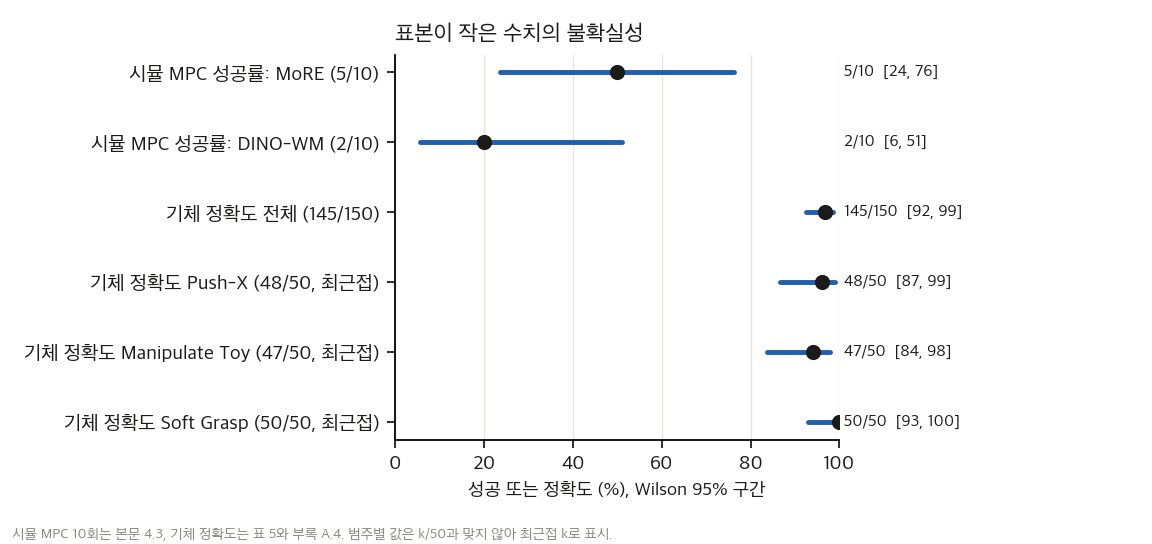 표본이 작은 수치의 불확실성
시뮬 MPC 성공률: MoRE (5/10) 5/10 [24, 76]
시뮬 MPC 성공률: DINO-WM (2/10) 2/10 [6, 51]
기체 정확도 전체 (145/150) 145/150 [92, 99]
기체 정확도 Push-X (48/50, 최근접) 48/50 [87, 99]
기체 정확도 Manipulate Toy (47/50, 최근접) 47/50 [84, 98]
기체 정확도 Soft Grasp (50/50, 최근접) 50/50 [93, 100]
0 20 40 60 80 100
성공 또는 정확도 (%), Wilson 95% 구간
시뮬 MPC 10회는 본문 4.3, 기체 정확도는 표 5와 부록 A.4. 범주별 값은 k/50과 맞지 않아 최근접 k로 표시.